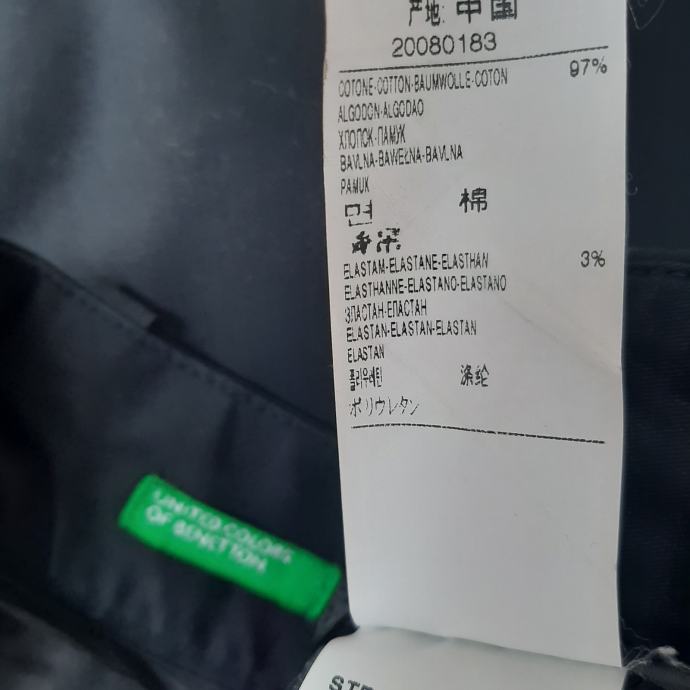 产地: 中国
20080183
COTONE-COTTON-BAUMWOLLE-COTON 97%
ALGODON-ALGODAO
ХЛОПОК-ПАМУК
BAVLNA-BAWEŁNA-BAVLNA
PAMUK
면 棉
ELASTAM-ELASTANE-ELASTHAN 3%
ELASTHANNE-ELASTANO-ELASTANO
ЭЛАСТАН-ЕЛАСТАН
ELASTAN-ELASTAN-ELASTAN
ELASTAN
폴리우레탄 涤纶
ポリウレタン
UNITED COLORS
OF BENETTON